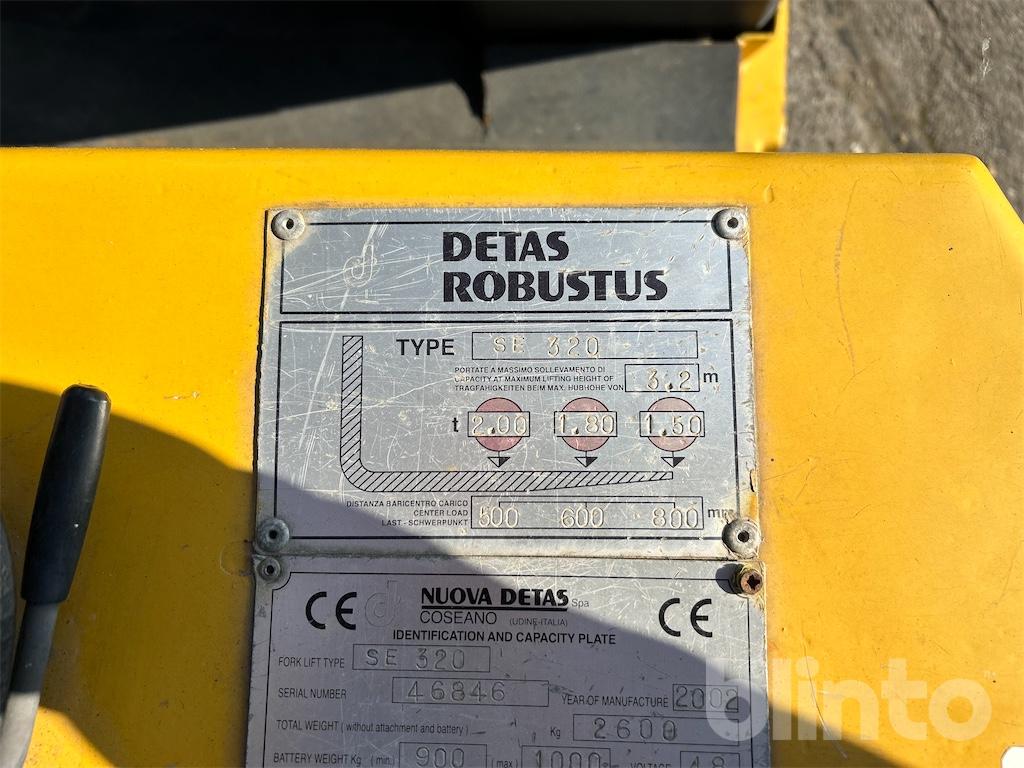 DETAS
ROBUSTUS
TYPE SE 320
PORTATE A MASSIMO SOLLEVAMENTO DI
CAPACITY AT MAXIMUM LIFTING HEIGHT OF
TRAGFAHIGKEITEN BEIM MAX. HUBHOHE VON
3.2 m
t 2.00 1.80 1.50
DISTANZA BARICENTRO CARICO
CENTER LOAD
LAST - SCHWERPUNKT
500 600 800 mm
CE NUOVA DETAS Spa CE
COSEANO (UDINE-ITALIA)
IDENTIFICATION AND CAPACITY PLATE
FORK LIFT TYPE SE 320
SERIAL NUMBER 46846 YEAR OF MANUFACTURE 2002
TOTAL WEIGHT ( without attachment and battery ) Kg 2600
BATTERY WEIGHT Kg ( min.) 900 ( max.) 1000 VOLTAGE 48
blinto